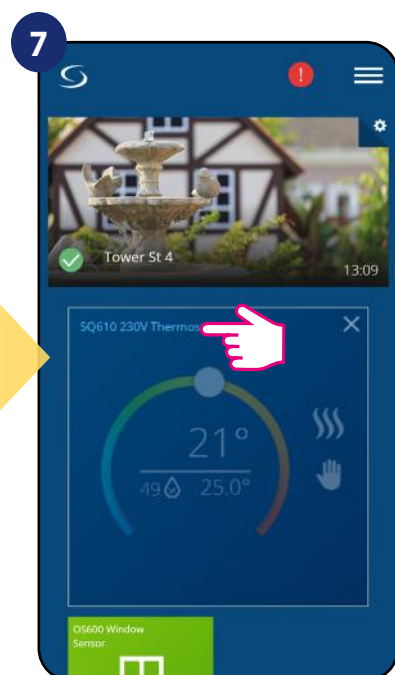 7
!
Tower St 4
13:09
SQ610 230V Thermos
21°
49 25.0°
OS600 Window
Sensor